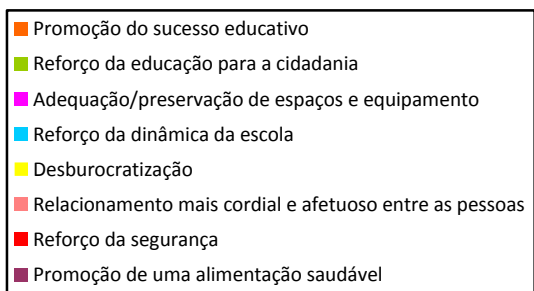 Promoção do sucesso educativo
Reforço da educação para a cidadania
Adequação/preservação de espaços e equipamento
Reforço da dinâmica da escola
Desburocratização
Relacionamento mais cordial e afetuoso entre as pessoas
Reforço da segurança
Promoção de uma alimentação saudável